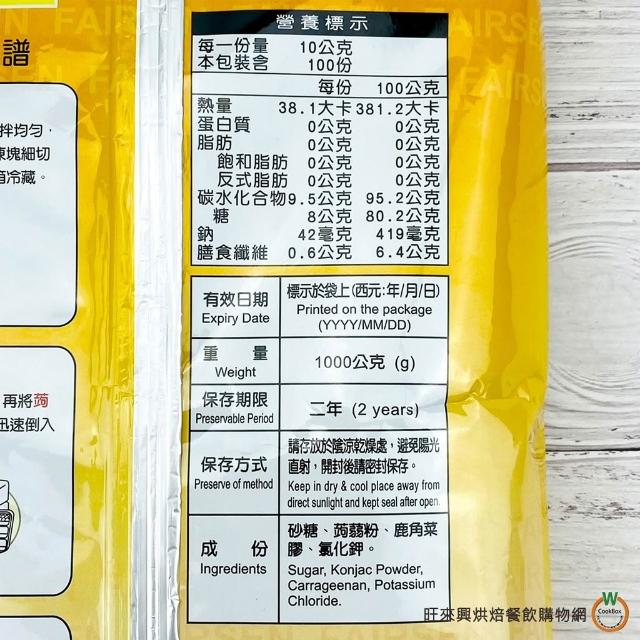 譜
拌均勻,
凍塊細切
箱冷藏。
再將蒟
迅速倒入
FAIRS
FAIRS
營養標示
每一份量 10公克
本包裝含 100份
每份 100公克
熱量 38.1大卡 381.2大卡
蛋白質 0公克 0公克
脂肪 0公克 0公克
飽和脂肪 0公克 0公克
反式脂肪 0公克 0公克
碳水化合物 9.5公克 95.2公克
糖 8公克 80.2公克
鈉 42毫克 419毫克
膳食纖維 0.6公克 6.4公克
有效日期
Expiry Date
標示於袋上(西元:年/月/日)
Printed on the package
(YYYY/MM/DD)
重 量
Weight
1000公克 (g)
保存期限
Preservable Period
二年 (2 years)
保存方式
Preserve of method
請存放於陰涼乾燥處,避免陽光
直射,開封後請密封保存。
Keep in dry & cool place away from
direct sunlight and kept seal after open.
成 份
Ingredients
砂糖、蒟蒻粉、鹿角菜
膠、氯化鉀。
Sugar, Konjac Powder,
Carrageenan, Potassium
Chloride.
旺來興烘焙餐飲購物網
W
CookBox